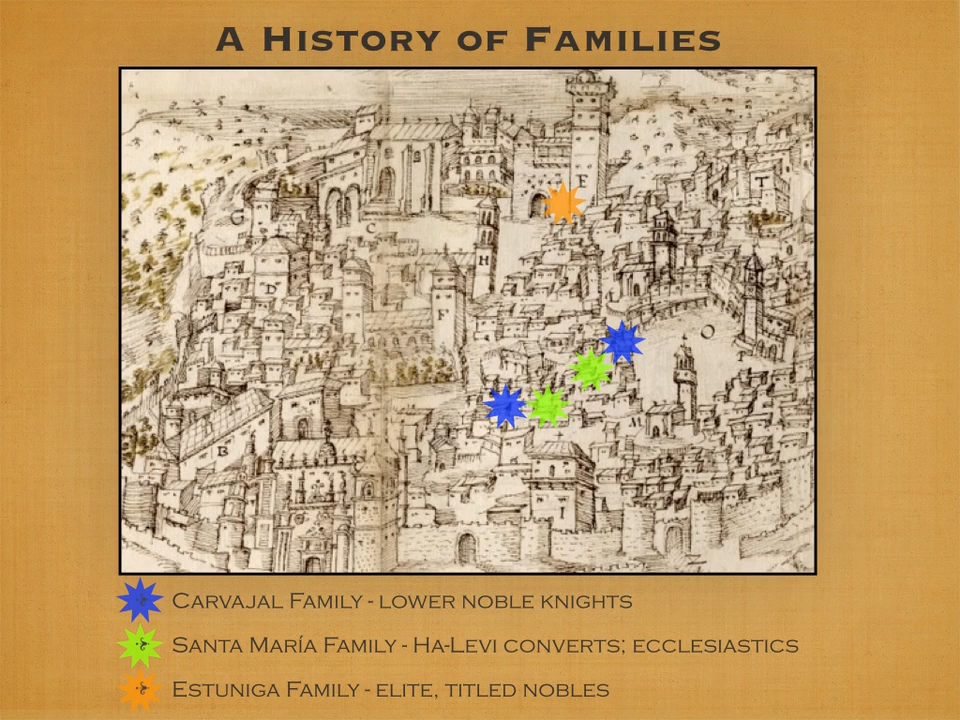 A History of Families
F
T
G
C
H
D
F
O
M
B
I
Carvajal Family - lower noble knights
Santa María Family - Ha-Levi converts; ecclesiastics
Estuniga Family - elite, titled nobles